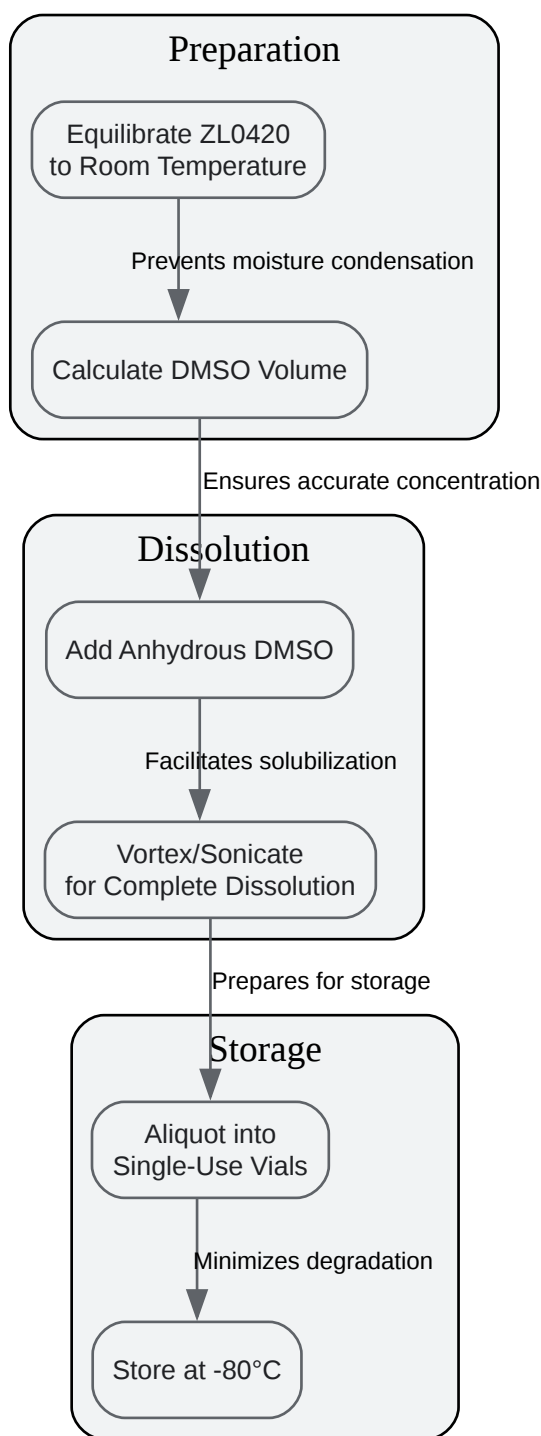 Preparation
Equilibrate ZL0420
to Room Temperature
Prevents moisture condensation
Calculate DMSO Volume
Ensures accurate concentration
Dissolution
Add Anhydrous DMSO
Facilitates solubilization
Vortex/Sonicate
for Complete Dissolution
Prepares for storage
Storage
Aliquot into
Single-Use Vials
Minimizes degradation
Store at -80°C